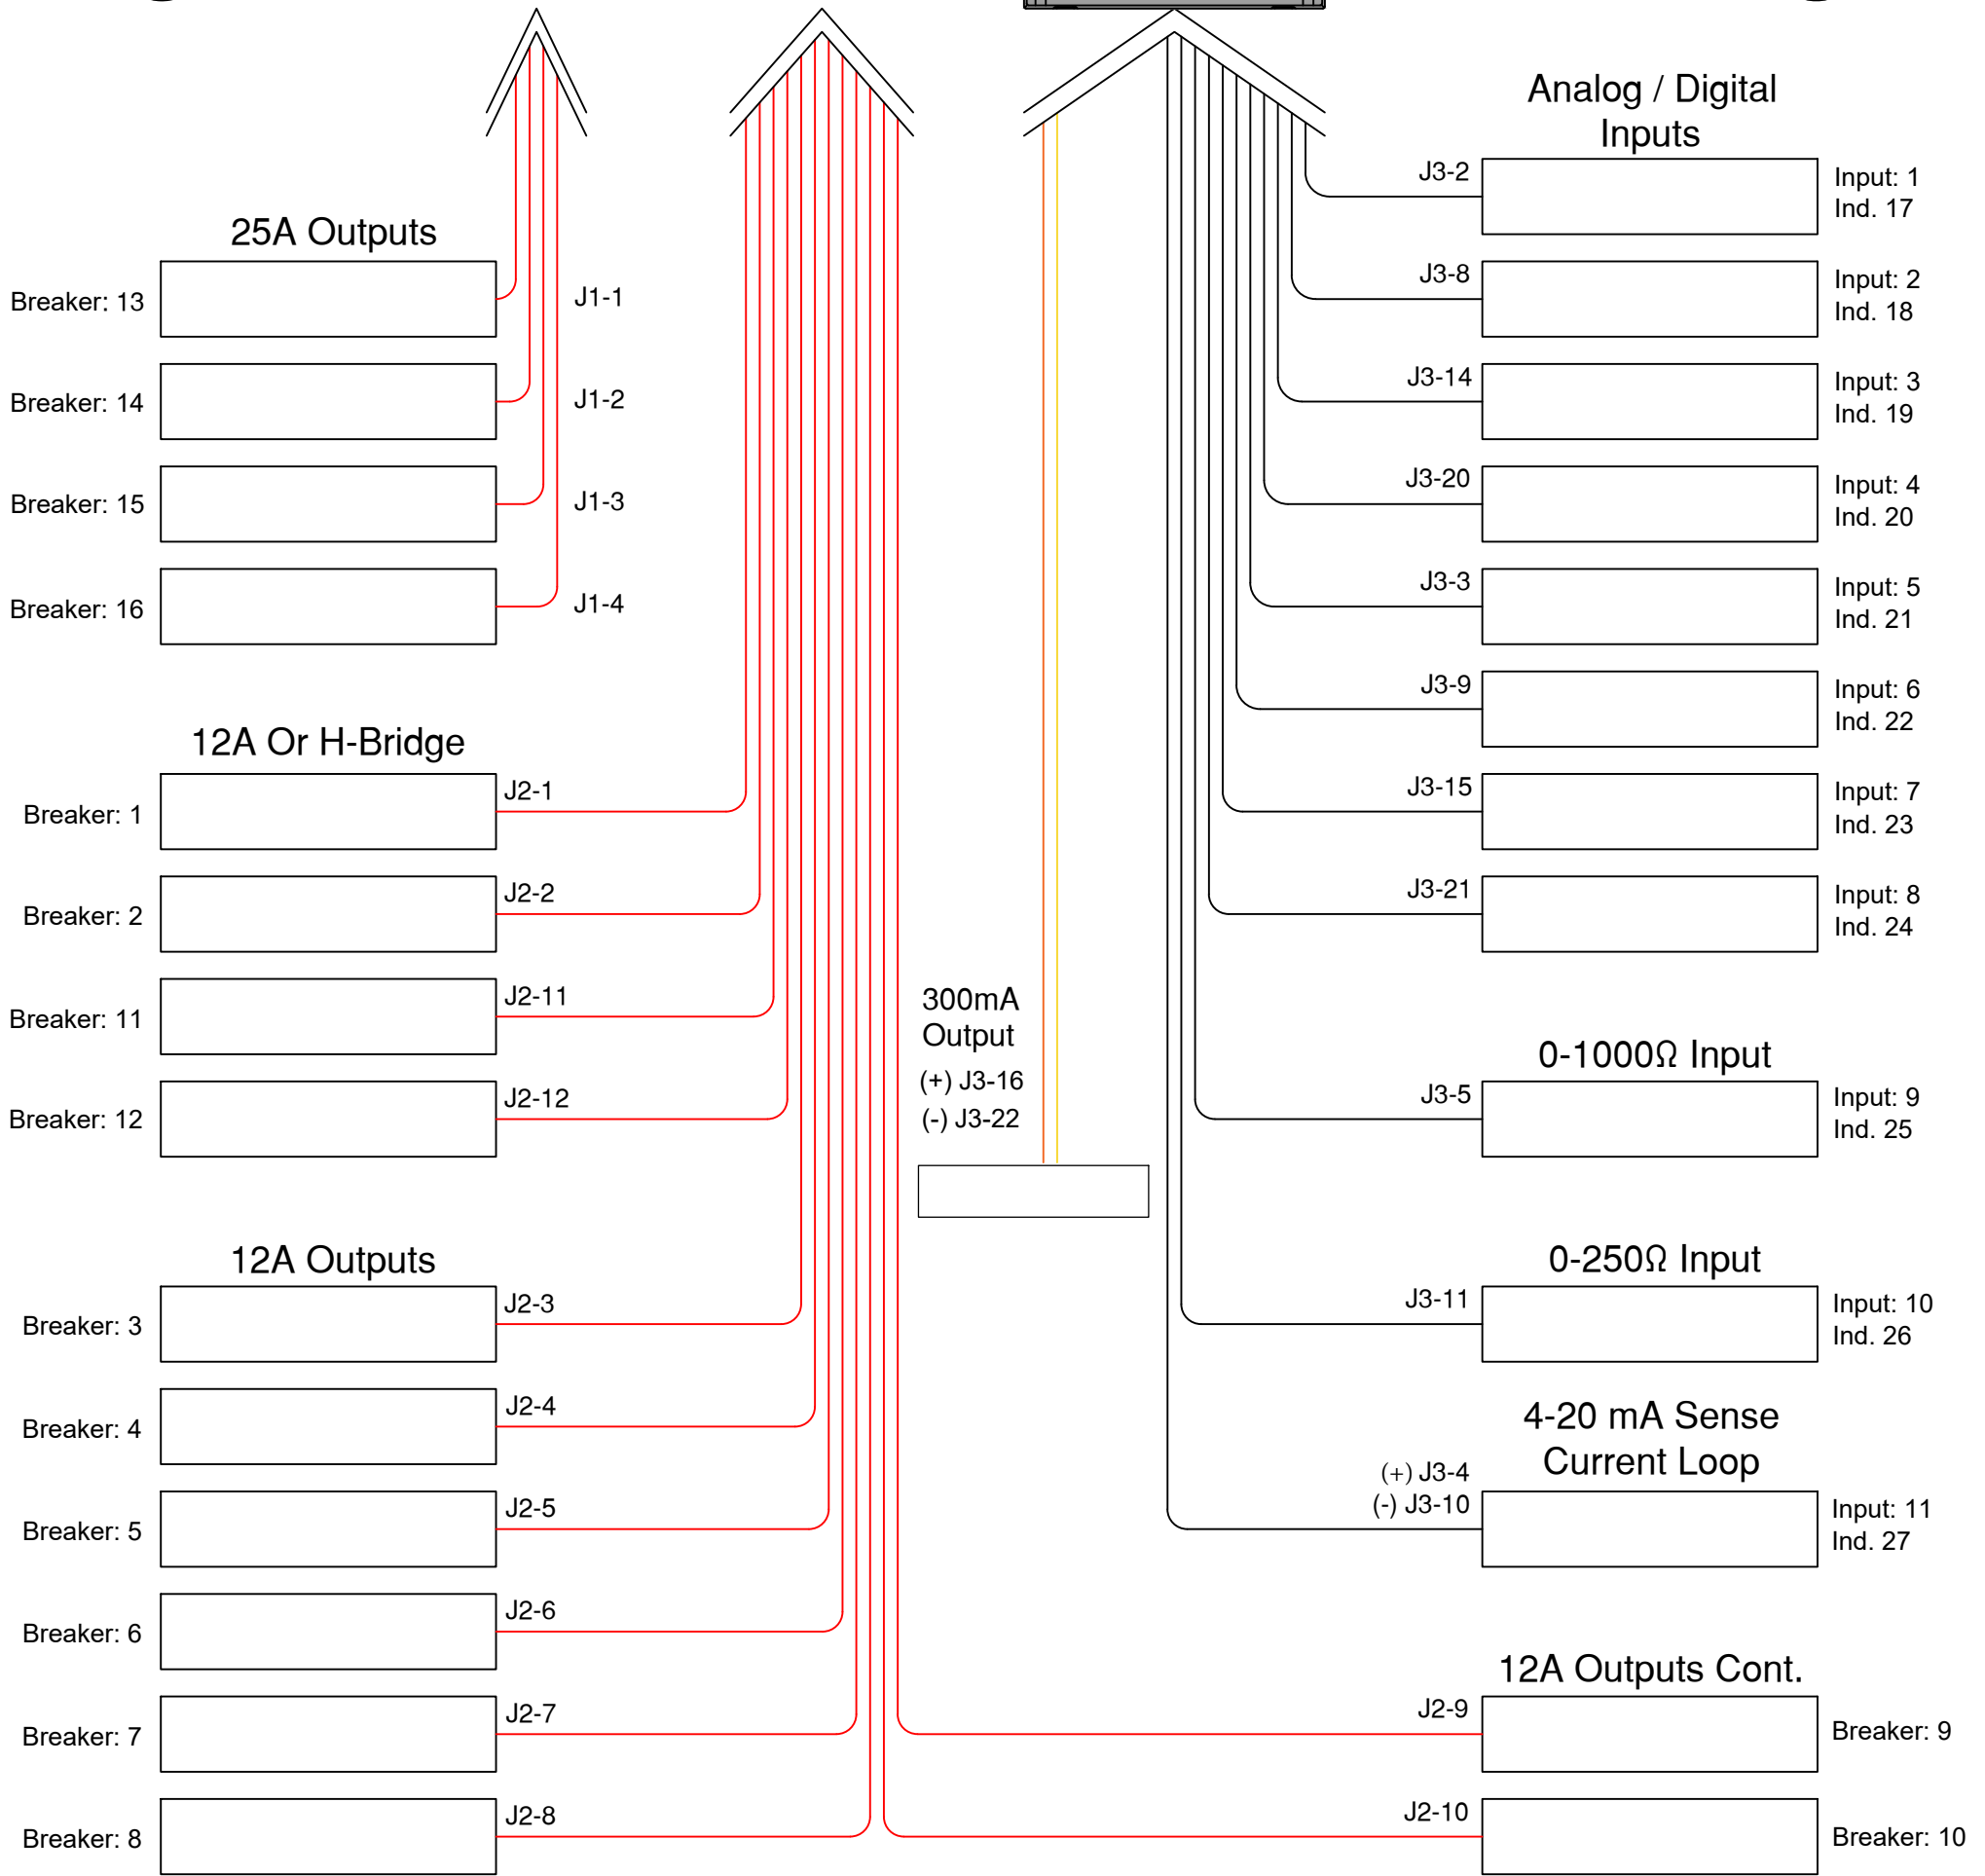 25A Outputs
Breaker: 13
J1-1
Breaker: 14
J1-2
Breaker: 15
J1-3
Breaker: 16
J1-4
12A Or H-Bridge
Breaker: 1
J2-1
Breaker: 2
J2-2
Breaker: 11
J2-11
Breaker: 12
J2-12
12A Outputs
Breaker: 3
J2-3
Breaker: 4
J2-4
Breaker: 5
J2-5
Breaker: 6
J2-6
Breaker: 7
J2-7
Breaker: 8
J2-8
300mA
Output
(+) J3-16
(-) J3-22
Analog / Digital
Inputs
J3-2
Input: 1
Ind. 17
J3-8
Input: 2
Ind. 18
J3-14
Input: 3
Ind. 19
J3-20
Input: 4
Ind. 20
J3-3
Input: 5
Ind. 21
J3-9
Input: 6
Ind. 22
J3-15
Input: 7
Ind. 23
J3-21
Input: 8
Ind. 24
0-1000Ω Input
J3-5
Input: 9
Ind. 25
0-250Ω Input
J3-11
Input: 10
Ind. 26
4-20 mA Sense
Current Loop
(+) J3-4
(-) J3-10
Input: 11
Ind. 27
12A Outputs Cont.
J2-9
Breaker: 9
J2-10
Breaker: 10